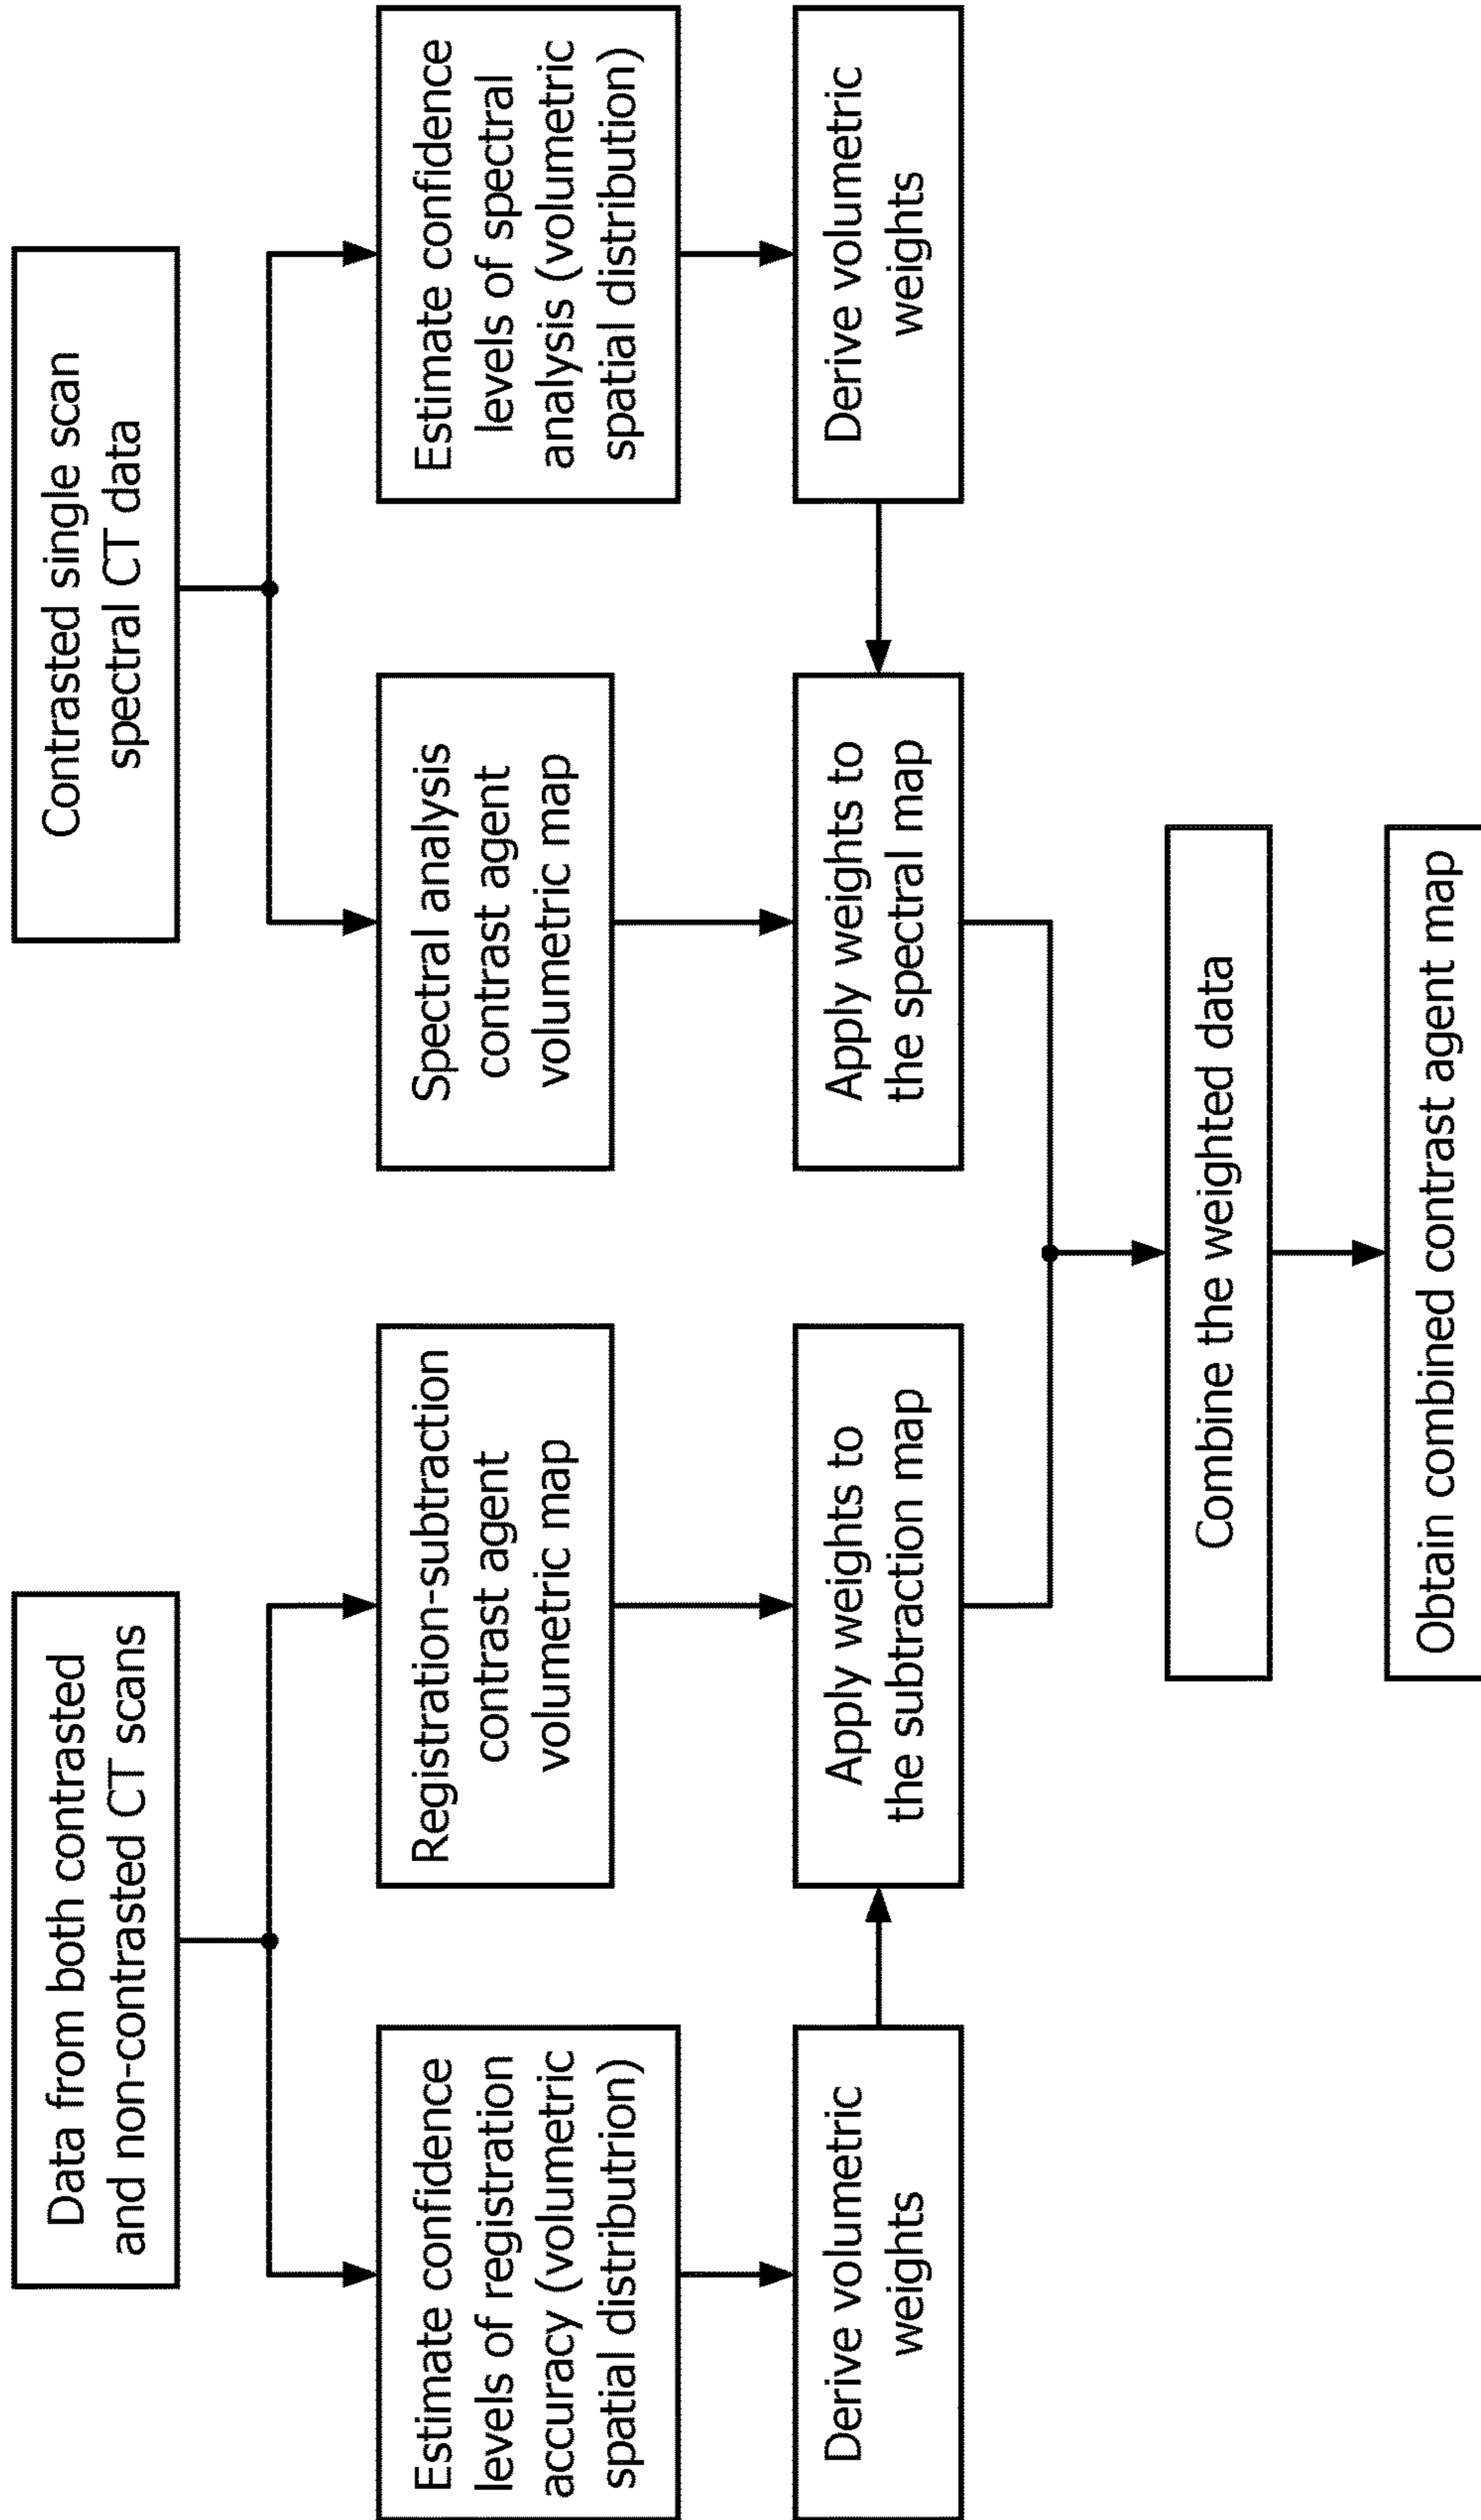 Data from both contrasted
and non-contrasted CT scans
Contrasted single scan
spectral CT data
Estimate confidence
levels of registration
accuracy (volumetric
spatial distributrion)
Registration-subtraction
contrast agent
volumetric map
Spectral analysis
contrast agent
volumetric map
Estimate confidence
levels of spectral
analysis (volumetric
spatial distribution)
Derive volumetric
weights
Apply weights to
the subtraction map
Apply weights to
the spectral map
Derive volumetric
weights
Combine the weighted data
Obtain combined contrast agent map